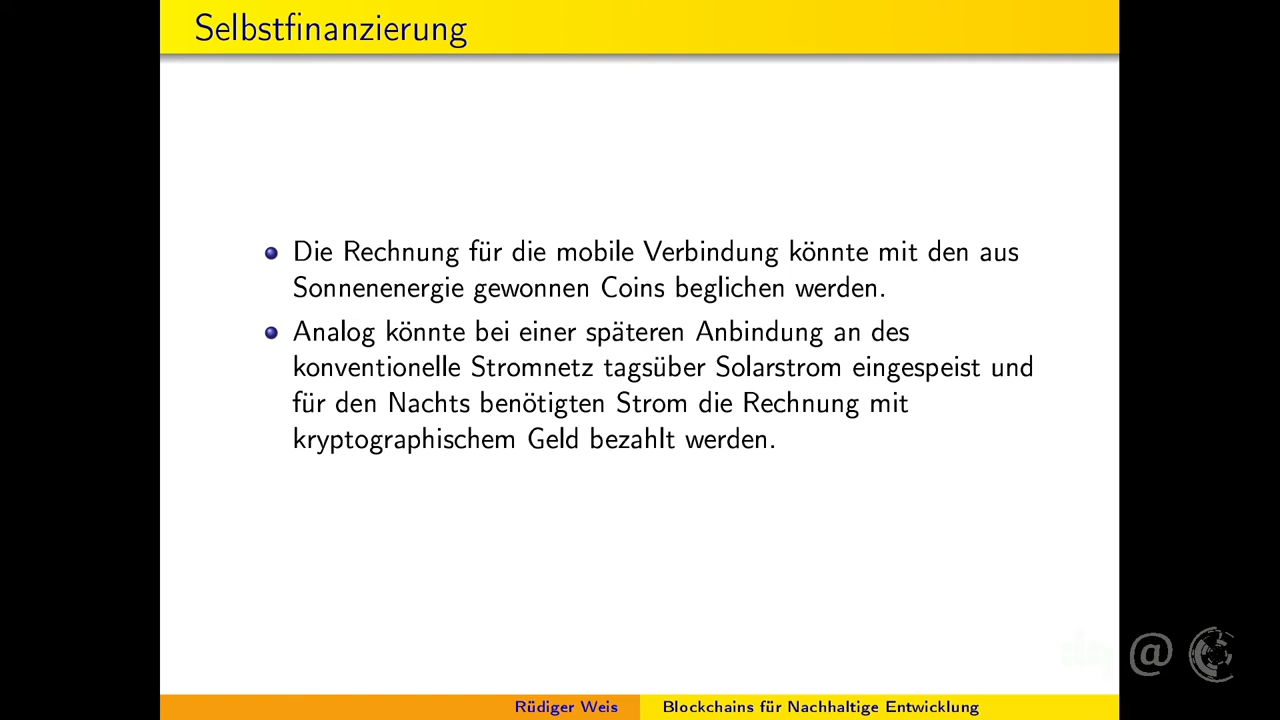 Selbstfinanzierung
Die Rechnung für die mobile Verbindung könnte mit den aus
Sonnenenergie gewonnen Coins beglichen werden.
Analog könnte bei einer späteren Anbindung an des
konventionelle Stromnetz tagsüber Solarstrom eingespeist und
für den Nachts benötigten Strom die Rechnung mit
kryptographischem Geld bezahlt werden.
@
Rüdiger Weis Blockchains für Nachhaltige Entwicklung